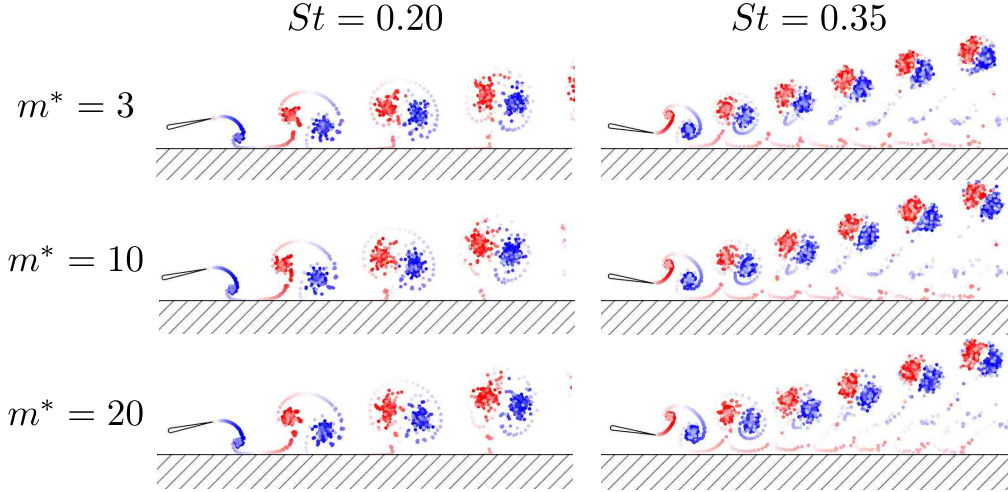 St = 0.20 St = 0.35
m* = 3
m* = 10
m* = 20